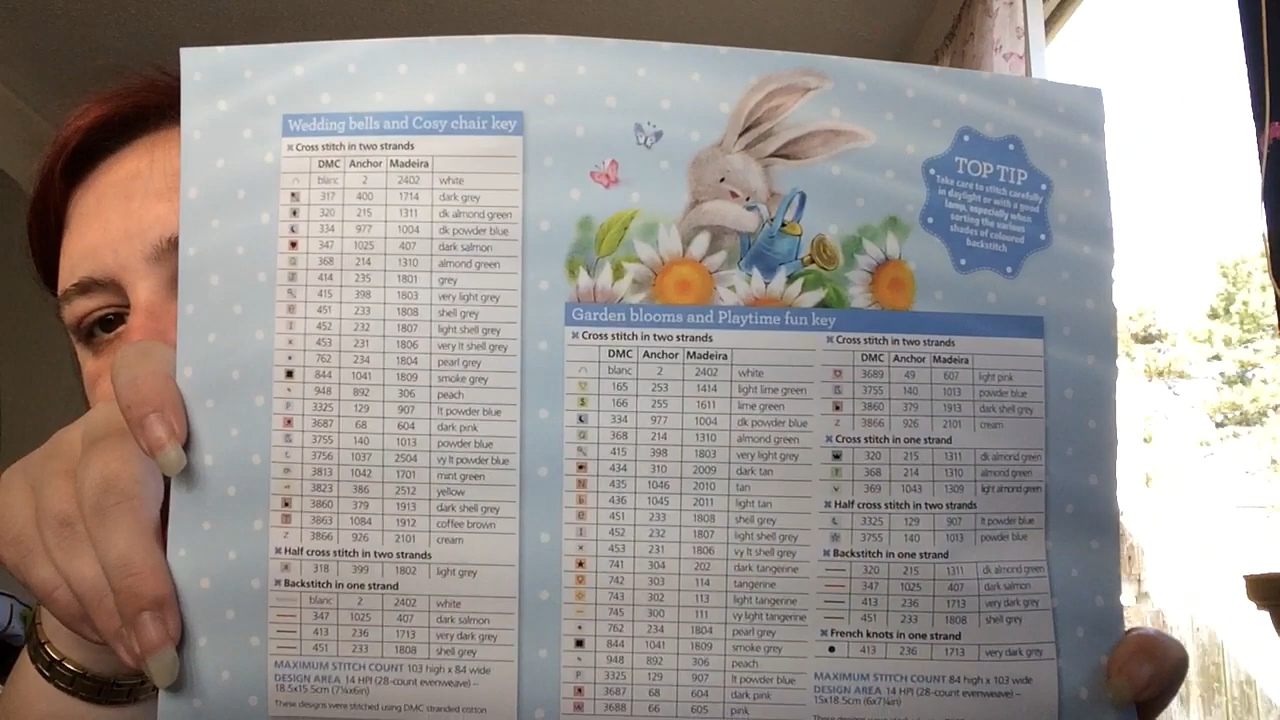 Wedding bells and Cosy chair key
Cross stitch in two strands
DMC Anchor Madeira
blanc 2 2402 white
317 400 1714 dark grey
320 215 1311 dk almond green
334 977 1004 dk powder blue
347 1025 407 dark salmon
368 214 1310 almond green
414 235 1801 grey
415 398 1803 very light grey
451 233 1808 shell grey
452 232 1807 light shell grey
453 231 1806 very lt shell grey
762 234 1804 pearl grey
844 1041 1809 smoke grey
948 892 306 peach
3325 129 907 lt powder blue
3687 68 604 dark pink
3755 140 1013 powder blue
3756 1037 2504 vy lt powder blue
3813 1042 1701 mint green
3823 386 2512 yellow
3860 379 1913 dark shell grey
3863 1084 1912 coffee brown
3866 926 2101 cream
Half cross stitch in two strands
318 399 1802 light grey
Backstitch in one strand
blanc 2 2402 white
347 1025 407 dark salmon
413 236 1713 very dark grey
451 233 1808 shell grey
MAXIMUM STITCH COUNT 103 high x 84 wide
DESIGN AREA 14 HPI (28-count evenweave) –
18.5x15.5cm (7¼x6in)
These designs were stitched using DMC stranded cotton
TOP TIP
Take care to stitch carefully
in daylight or with a good
lamp, especially when
sorting the various
shades of coloured
backstitch
Garden blooms and Playtime fun key
Cross stitch in two strands
DMC Anchor Madeira
blanc 2 2402 white
165 253 1414 light lime green
166 255 1611 lime green
334 977 1004 dk powder blue
368 214 1310 almond green
415 398 1803 very light grey
434 310 2009 dark tan
435 1046 2010 tan
436 1045 2011 light tan
451 233 1808 shell grey
452 232 1807 light shell grey
453 231 1806 vy lt shell grey
741 304 202 dark tangerine
742 303 114 tangerine
743 302 113 light tangerine
745 300 111 vy light tangerine
762 234 1804 pearl grey
844 1041 1809 smoke grey
948 892 306 peach
3325 129 907 lt powder blue
3687 68 604 dark pink
3688 66 605 pink
Cross stitch in two strands
DMC Anchor Madeira
3689 49 607 light pink
3755 140 1013 powder blue
3860 379 1913 dark shell grey
3866 926 2101 cream
Cross stitch in one strand
320 215 1311 dk almond green
368 214 1310 almond green
369 1043 1309 light almond green
Half cross stitch in two strands
3325 129 907 lt powder blue
3755 140 1013 powder blue
Backstitch in one strand
320 215 1311 dk almond green
347 1025 407 dark salmon
413 236 1713 very dark grey
451 233 1808 shell grey
French knots in one strand
413 236 1713 very dark grey
MAXIMUM STITCH COUNT 84 high x 103 wide
DESIGN AREA 14 HPI (28-count evenweave) –
15x18.5cm (6x7¼in)